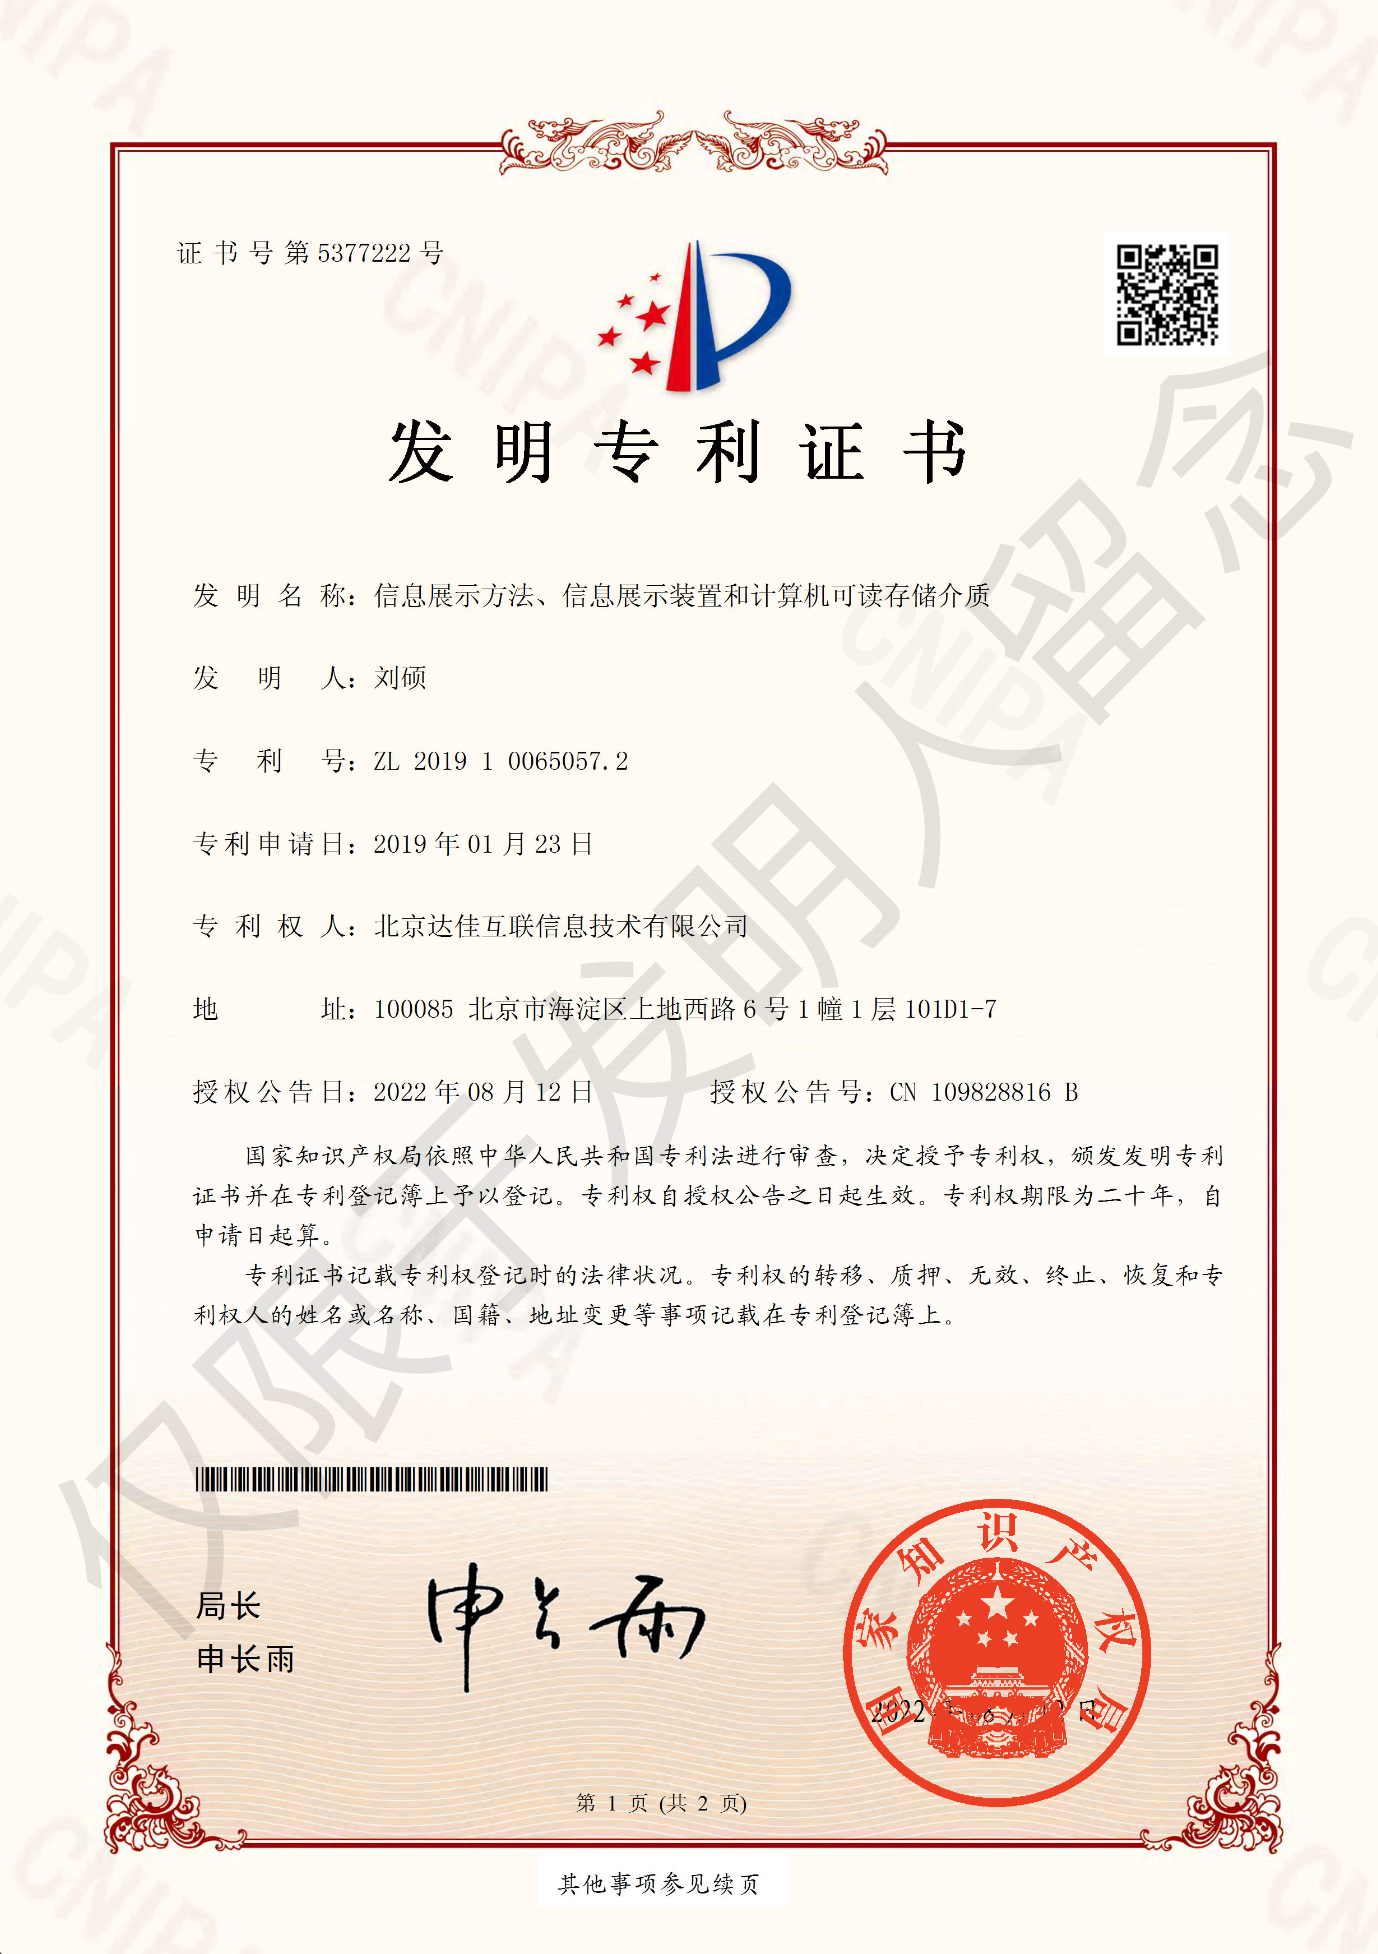 证书号第5377222号
发明专利证书
发明名称：信息展示方法、信息展示装置和计算机可读存储介质
发明人：刘硕
专利号：ZL 2019 1 0065057.2
专利申请日：2019年01月23日
专利权人：北京达佳互联信息技术有限公司
地址：100085 北京市海淀区上地西路6号1幢1层101D1-7
授权公告日：2022年08月12日 授权公告号：CN 109828816 B
国家知识产权局依照中华人民共和国专利法进行审查，决定授予专利权，颁发发明专利
证书并在专利登记簿上予以登记。专利权自授权公告之日起生效。专利权期限为二十年，自
申请日起算。
专利证书记载专利权登记时的法律状况。专利权的转移、质押、无效、终止、恢复和专
利权人的姓名或名称、国籍、地址变更等事项记载在专利登记簿上。
局长
申长雨
申长雨
国家知识产权局
2022
日
第 1 页 (共 2 页)
其他事项参见续页
仅限于发明人留念
CNIPA
CNIPA
CNIPA
CNIPA
CNIPA